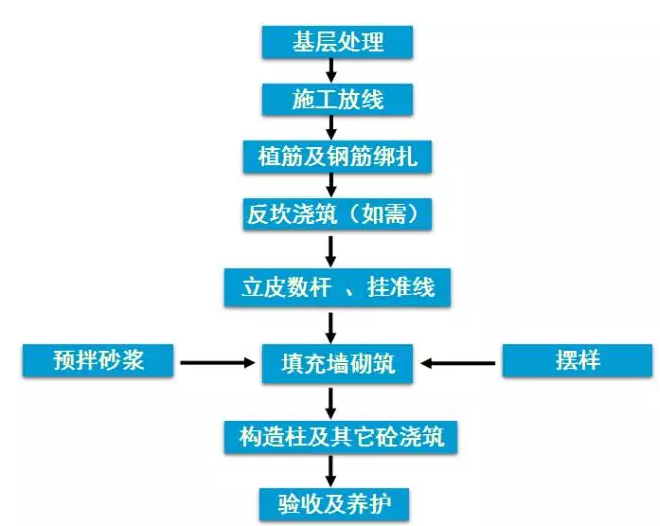 基层处理
施工放线
植筋及钢筋绑扎
反坎浇筑（如需）
立皮数杆 、挂准线
预拌砂浆
填充墙砌筑
摆样
构造柱及其它砼浇筑
验收及养护